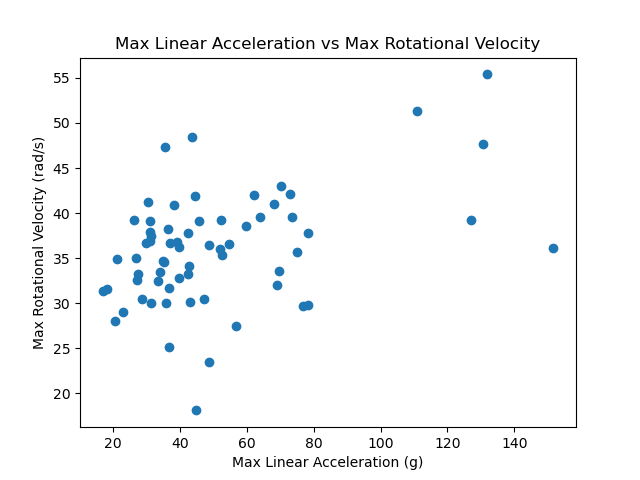 Max Linear Acceleration vs Max Rotational Velocity
55
50
45
40
35
30
25
20
Max Rotational Velocity (rad/s)
20 40 60 80 100 120 140
Max Linear Acceleration (g)